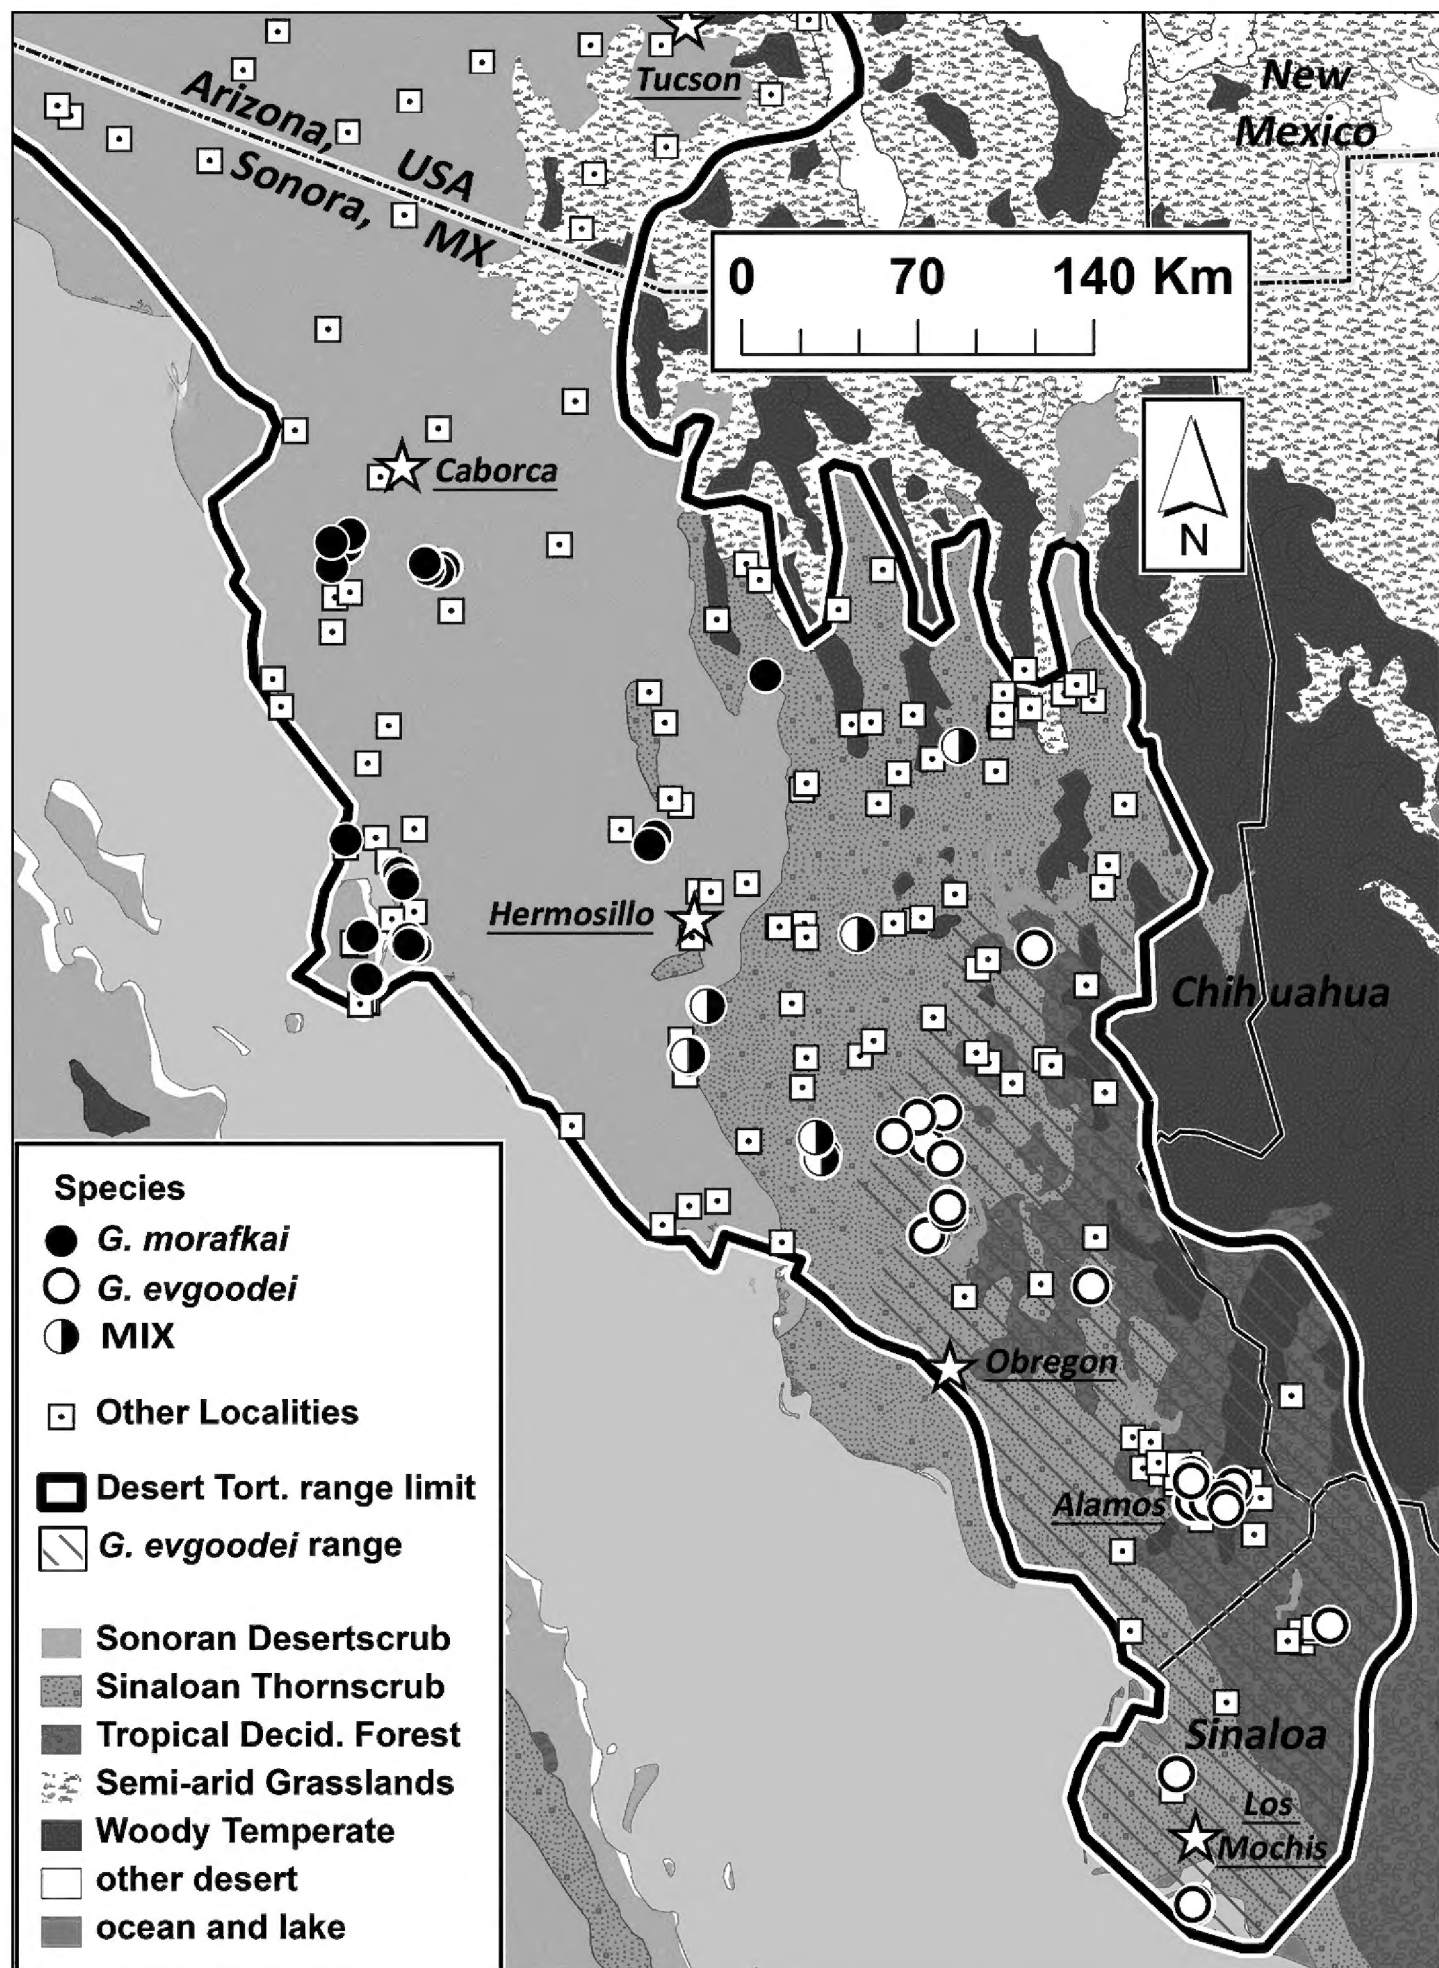 Tucson
New
Mexico
Arizona,
USA
Sonora,
MX
0 70 140 Km
N
Caborca
Hermosillo
Chihuahua
Obregon
Alamos
Sinaloa
Los
Mochis
Species
G. morafkai
G. evgoodei
MIX
Other Localities
Desert Tort. range limit
G. evgoodei range
Sonoran Desertscrub
Sinaloan Thornscrub
Tropical Decid. Forest
Semi-arid Grasslands
Woody Temperate
other desert
ocean and lake